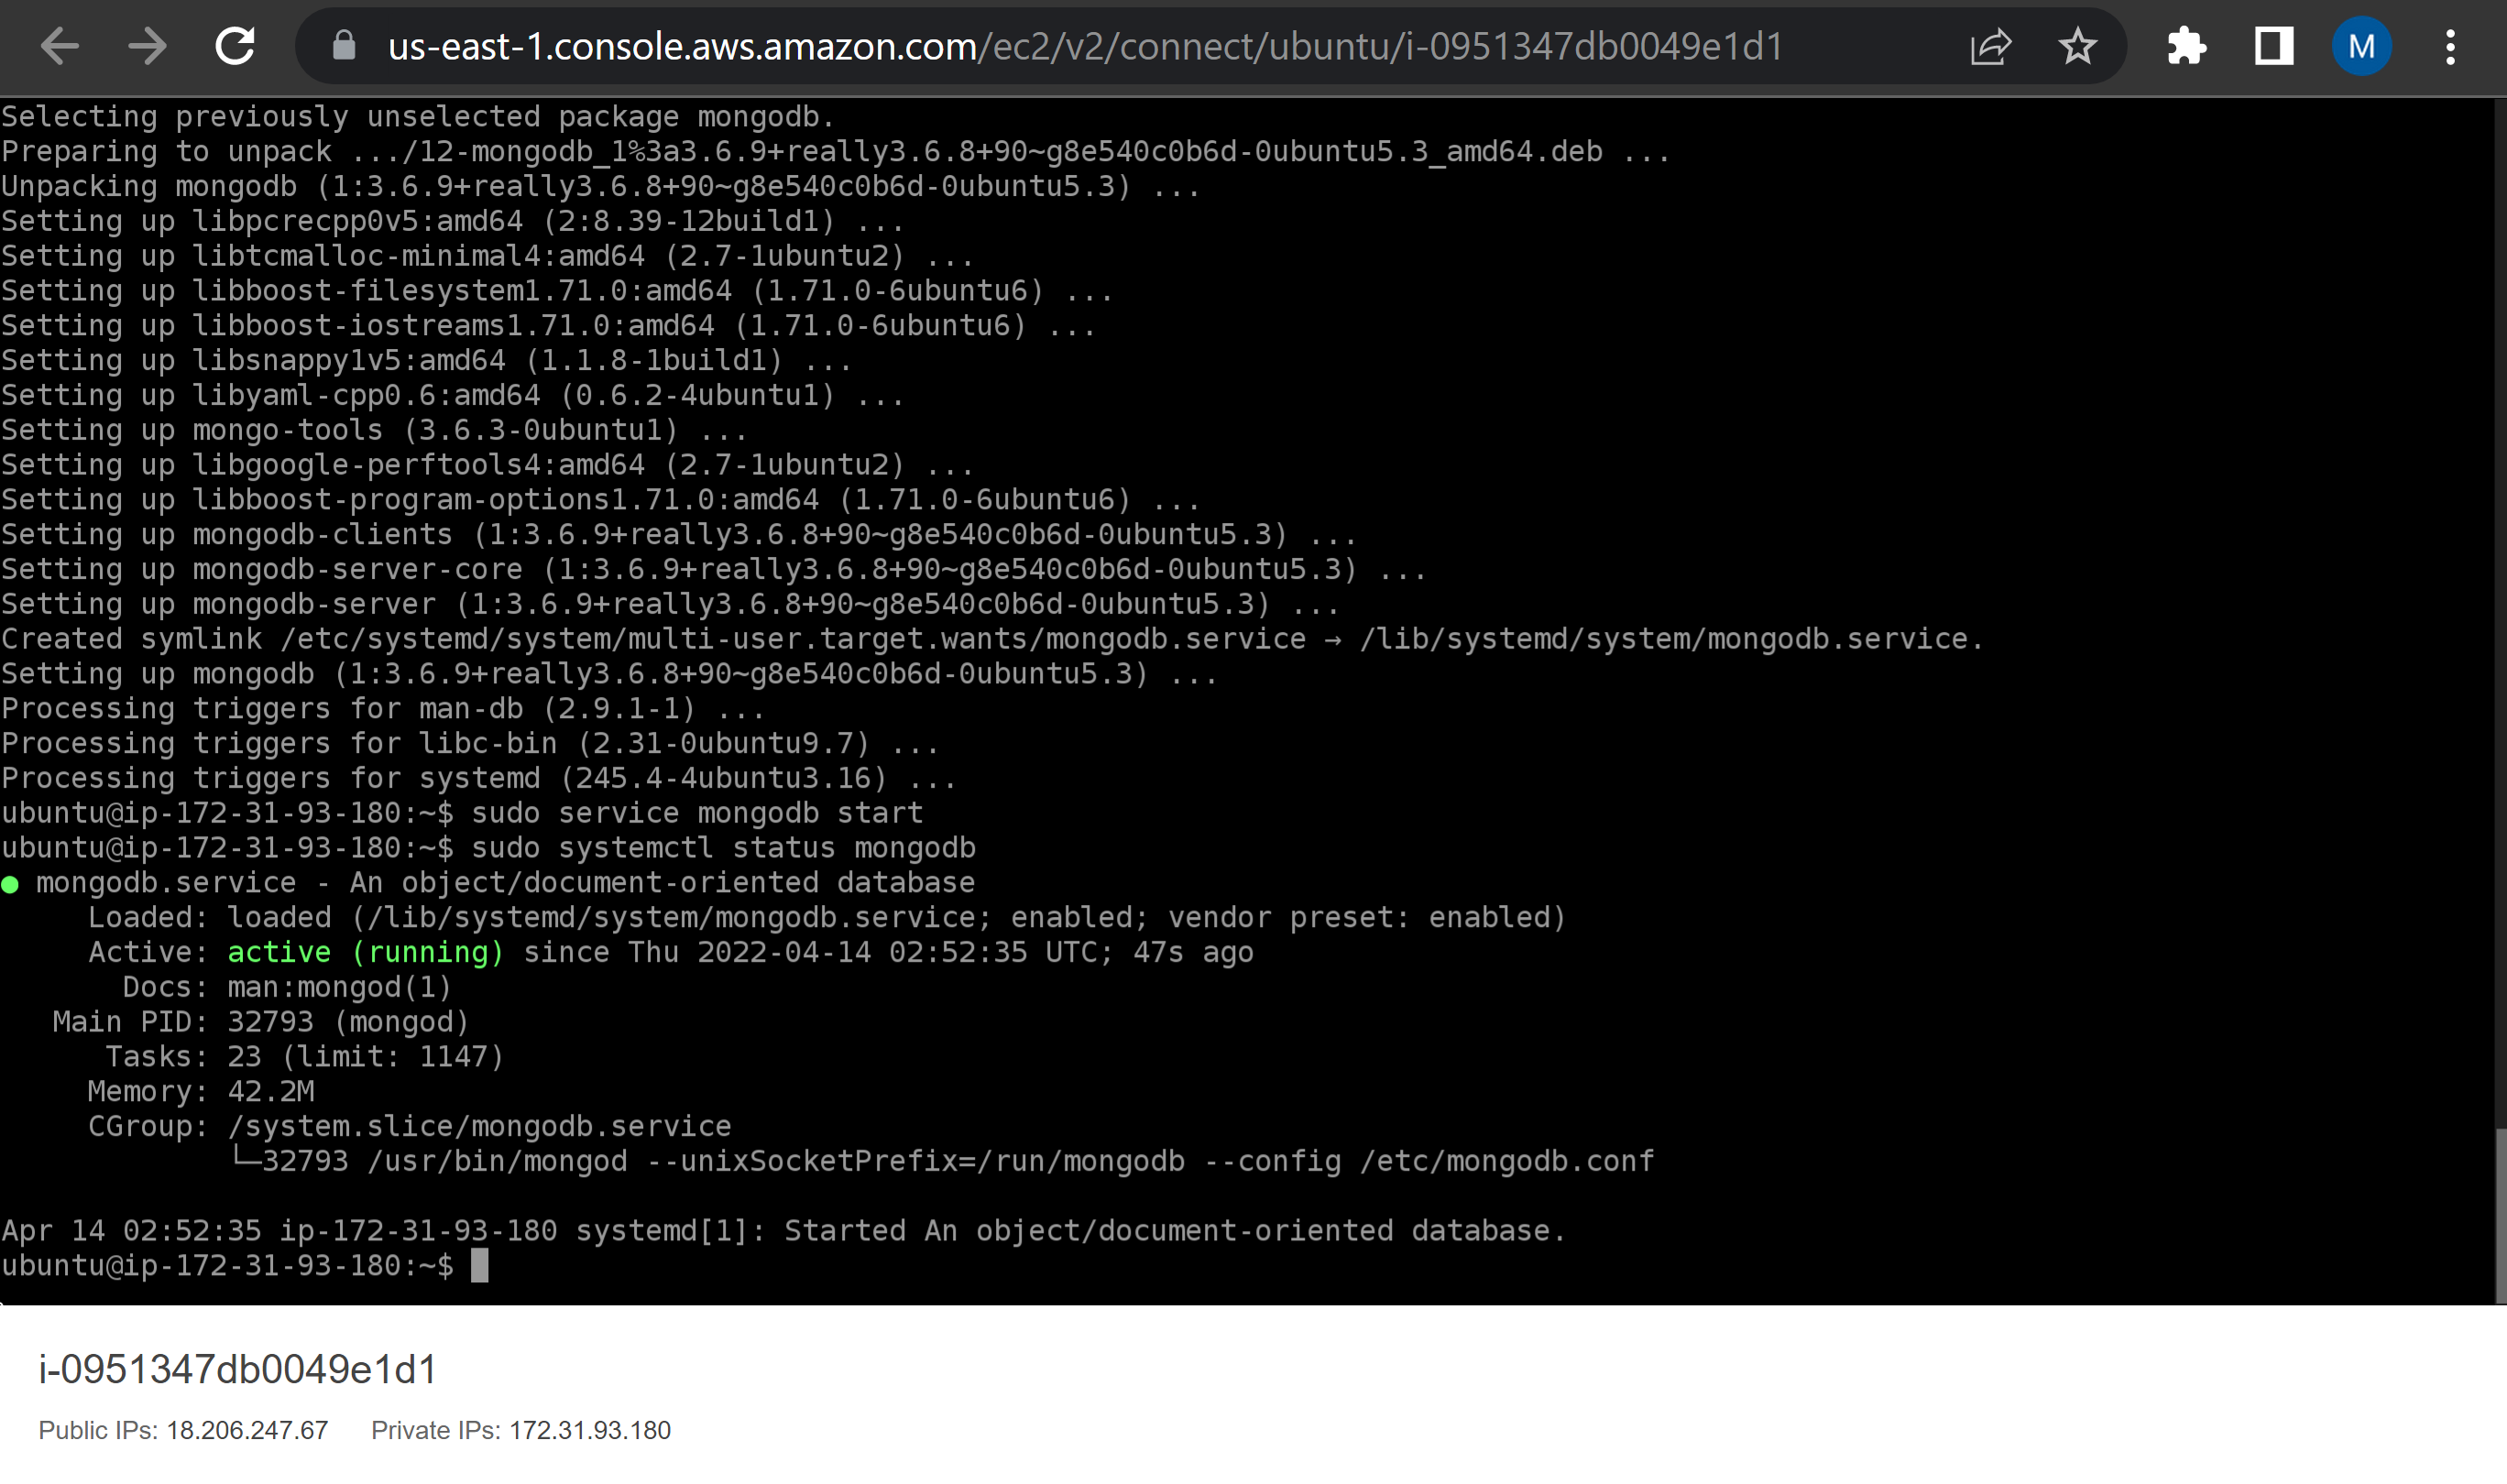 us-east-1.console.aws.amazon.com/ec2/v2/connect/ubuntu/i-0951347db0049e1d1
M
Selecting previously unselected package mongodb.
Preparing to unpack .../12-mongodb_1%3a3.6.9+really3.6.8+90~g8e540c0b6d-0ubuntu5.3_amd64.deb ...
Unpacking mongodb (1:3.6.9+really3.6.8+90~g8e540c0b6d-0ubuntu5.3) ...
Setting up libpcrecpp0v5:amd64 (2:8.39-12build1) ...
Setting up libtcmalloc-minimal4:amd64 (2.7-1ubuntu2) ...
Setting up libboost-filesystem1.71.0:amd64 (1.71.0-6ubuntu6) ...
Setting up libboost-iostreams1.71.0:amd64 (1.71.0-6ubuntu6) ...
Setting up libsnappy1v5:amd64 (1.1.8-1build1) ...
Setting up libyaml-cpp0.6:amd64 (0.6.2-4ubuntu1) ...
Setting up mongo-tools (3.6.3-0ubuntu1) ...
Setting up libgoogle-perftools4:amd64 (2.7-1ubuntu2) ...
Setting up libboost-program-options1.71.0:amd64 (1.71.0-6ubuntu6) ...
Setting up mongodb-clients (1:3.6.9+really3.6.8+90~g8e540c0b6d-0ubuntu5.3) ...
Setting up mongodb-server-core (1:3.6.9+really3.6.8+90~g8e540c0b6d-0ubuntu5.3) ...
Setting up mongodb-server (1:3.6.9+really3.6.8+90~g8e540c0b6d-0ubuntu5.3) ...
Created symlink /etc/systemd/system/multi-user.target.wants/mongodb.service → /lib/systemd/system/mongodb.service.
Setting up mongodb (1:3.6.9+really3.6.8+90~g8e540c0b6d-0ubuntu5.3) ...
Processing triggers for man-db (2.9.1-1) ...
Processing triggers for libc-bin (2.31-0ubuntu9.7) ...
Processing triggers for systemd (245.4-4ubuntu3.16) ...
ubuntu@ip-172-31-93-180:~$ sudo service mongodb start
ubuntu@ip-172-31-93-180:~$ sudo systemctl status mongodb
● mongodb.service - An object/document-oriented database
Loaded: loaded (/lib/systemd/system/mongodb.service; enabled; vendor preset: enabled)
Active: active (running) since Thu 2022-04-14 02:52:35 UTC; 47s ago
Docs: man:mongod(1)
Main PID: 32793 (mongod)
Tasks: 23 (limit: 1147)
Memory: 42.2M
CGroup: /system.slice/mongodb.service
└─32793 /usr/bin/mongod --unixSocketPrefix=/run/mongodb --config /etc/mongodb.conf
Apr 14 02:52:35 ip-172-31-93-180 systemd[1]: Started An object/document-oriented database.
ubuntu@ip-172-31-93-180:~$
i-0951347db0049e1d1
Public IPs: 18.206.247.67 Private IPs: 172.31.93.180